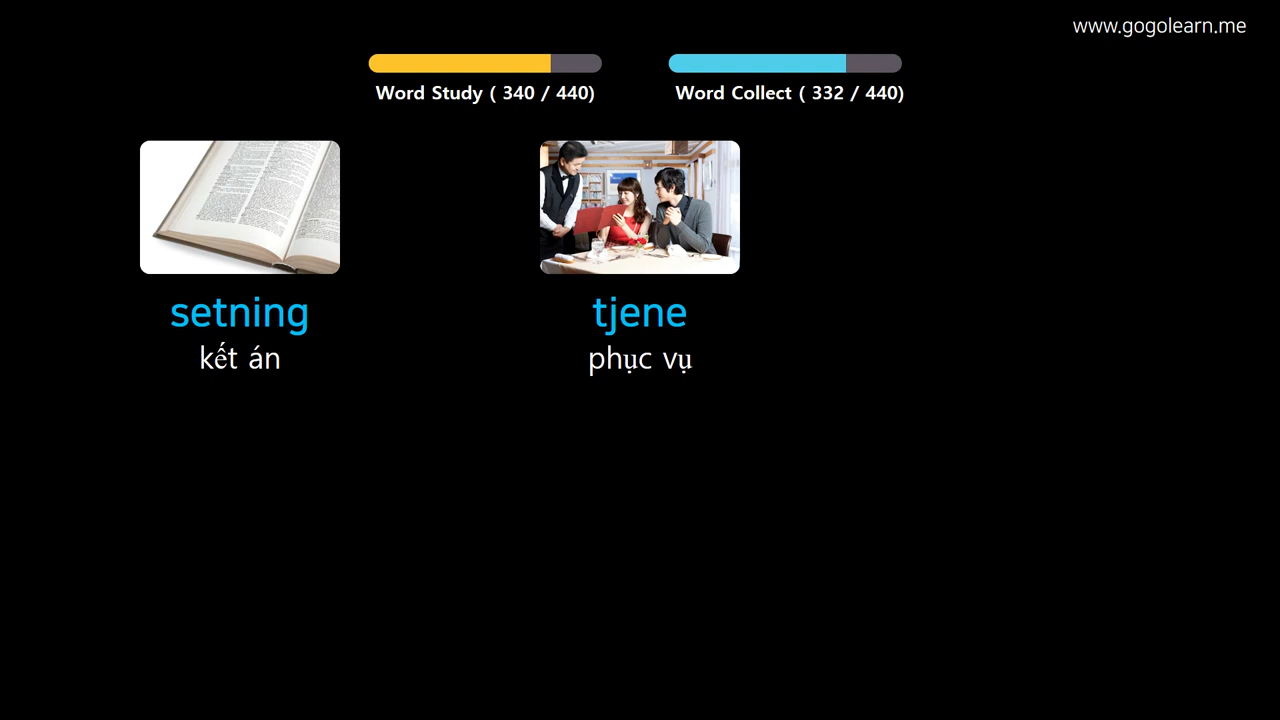 www.gogolearn.me
Word Study ( 340 / 440)
Word Collect ( 332 / 440)
setning
kết án
tjene
phục vụ